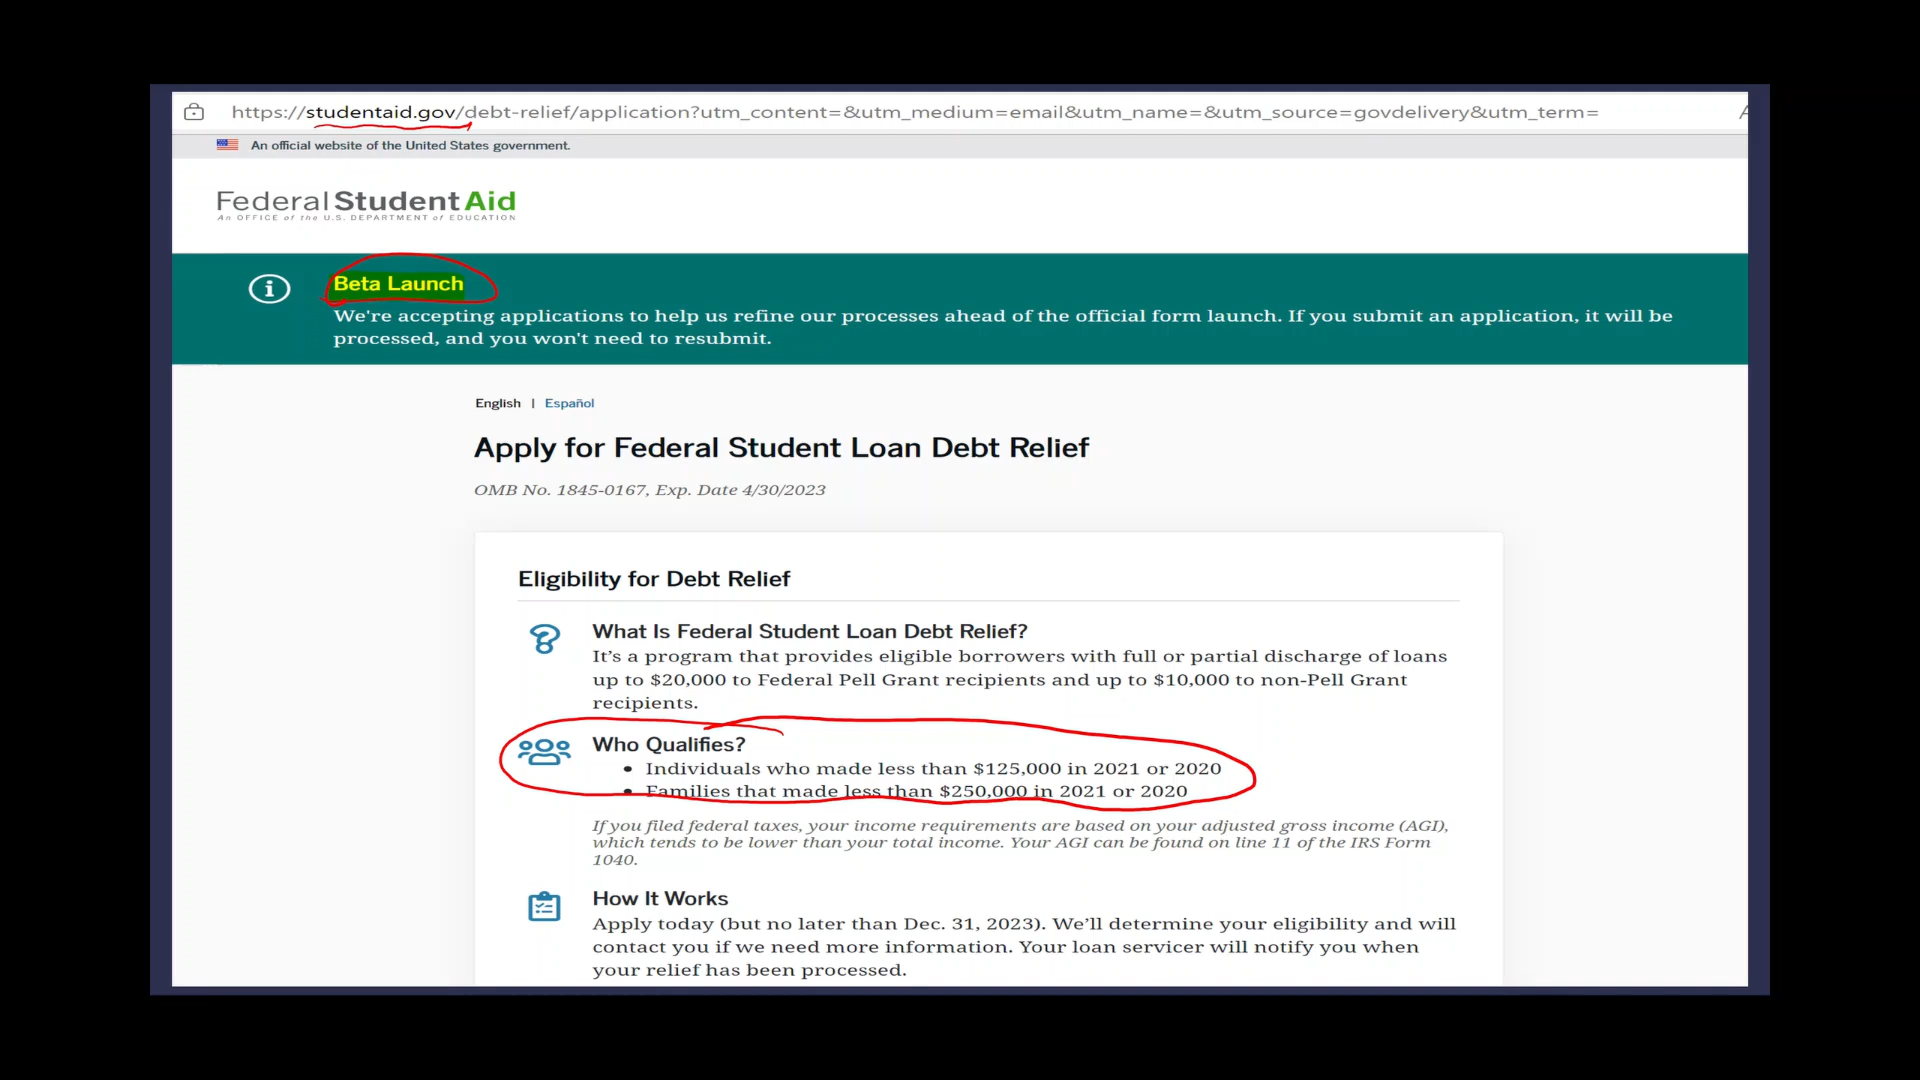 https://studentaid.gov/debt-relief/application?utm_content=&utm_medium=email&utm_name=&utm_source=govdelivery&utm_term=
An official website of the United States government.
Federal Student Aid
An OFFICE of the U.S. DEPARTMENT of EDUCATION
Beta Launch
We're accepting applications to help us refine our processes ahead of the official form launch. If you submit an application, it will be
processed, and you won't need to resubmit.
English | Español
Apply for Federal Student Loan Debt Relief
OMB No. 1845-0167, Exp. Date 4/30/2023
Eligibility for Debt Relief
What Is Federal Student Loan Debt Relief?
It’s a program that provides eligible borrowers with full or partial discharge of loans
up to $20,000 to Federal Pell Grant recipients and up to $10,000 to non-Pell Grant
recipients.
Who Qualifies?
• Individuals who made less than $125,000 in 2021 or 2020
• Families that made less than $250,000 in 2021 or 2020
If you filed federal taxes, your income requirements are based on your adjusted gross income (AGI),
which tends to be lower than your total income. Your AGI can be found on line 11 of the IRS Form
1040.
How It Works
Apply today (but no later than Dec. 31, 2023). We’ll determine your eligibility and will
contact you if we need more information. Your loan servicer will notify you when
your relief has been processed.